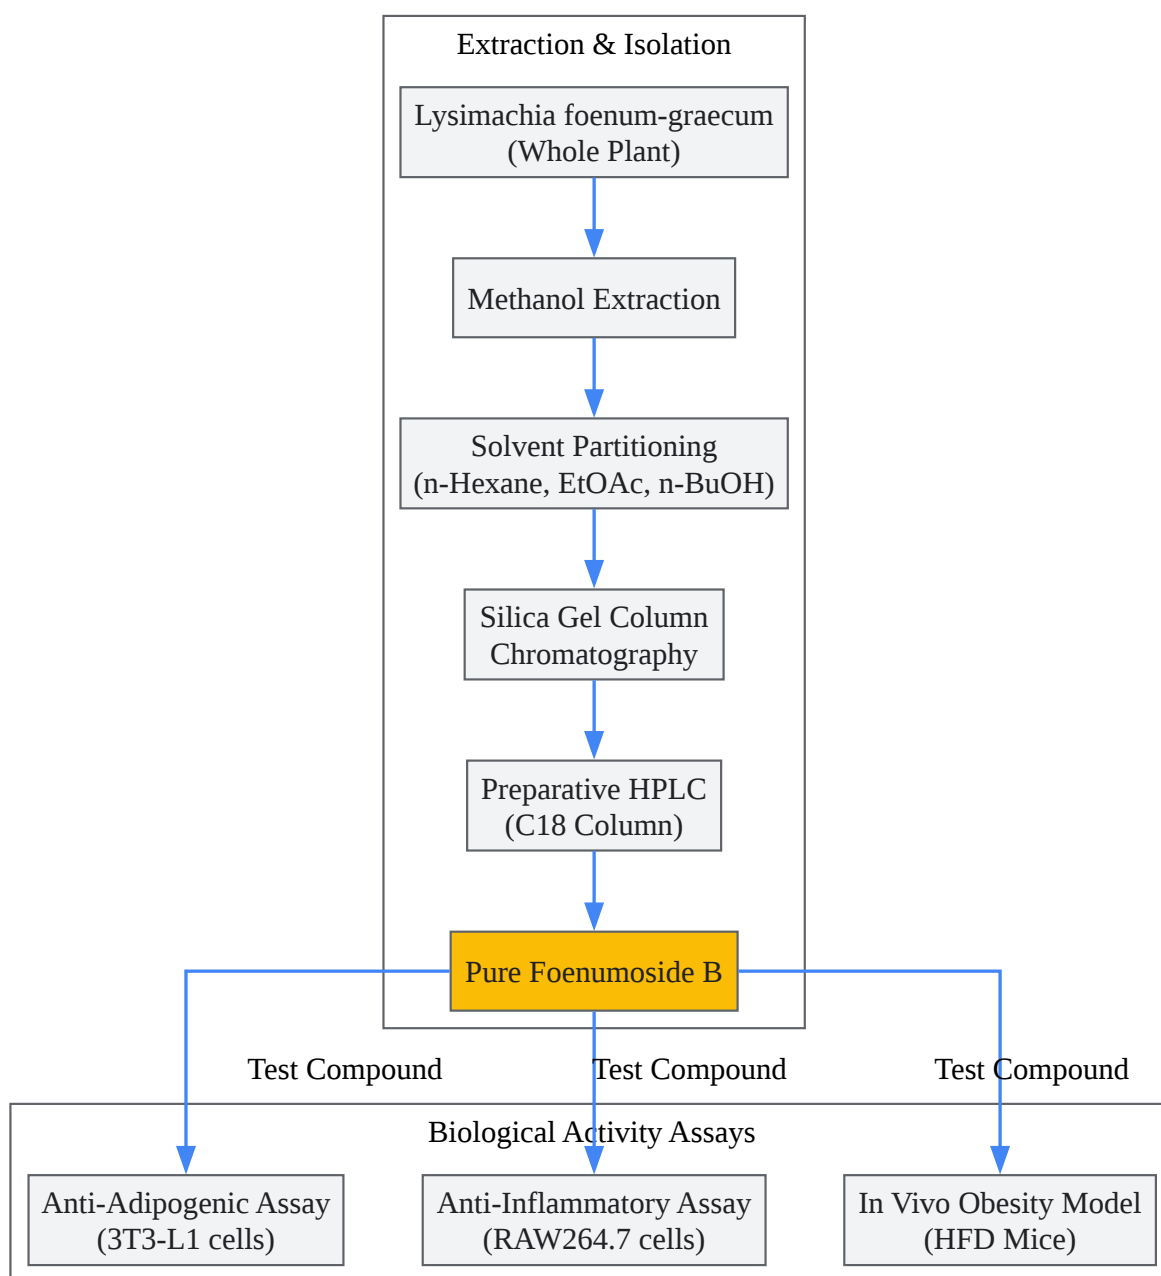 Extraction & Isolation
Lysimachia foenum-graecum
(Whole Plant)
Methanol Extraction
Solvent Partitioning
(n-Hexane, EtOAc, n-BuOH)
Silica Gel Column
Chromatography
Preparative HPLC
(C18 Column)
Pure Foenumoside B
Test Compound
Test Compound
Test Compound
Biological Activity Assays
Anti-Adipogenic Assay
(3T3-L1 cells)
Anti-Inflammatory Assay
(RAW264.7 cells)
In Vivo Obesity Model
(HFD Mice)